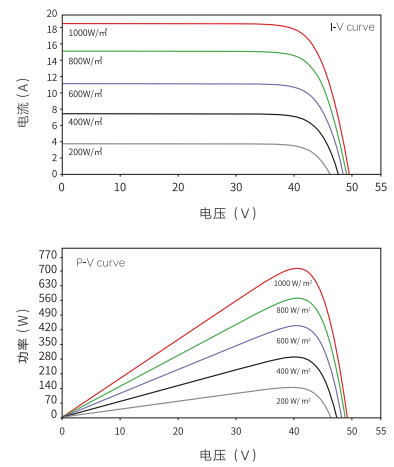 I-V curve
20
18
16
14
12
10
8
6
4
2
0
电流 (A)
1000W/㎡
800W/㎡
600W/㎡
400W/㎡
200W/㎡
0 10 20 30 40 50 55
电压 (V)
P-V curve
770
700
630
560
490
420
350
280
210
140
70
0
功率 (W)
1000 W/ m²
800 W/ m²
600 W/ m²
400 W/ m²
200 W/ m²
0 10 20 30 40 50 55
电压 (V)